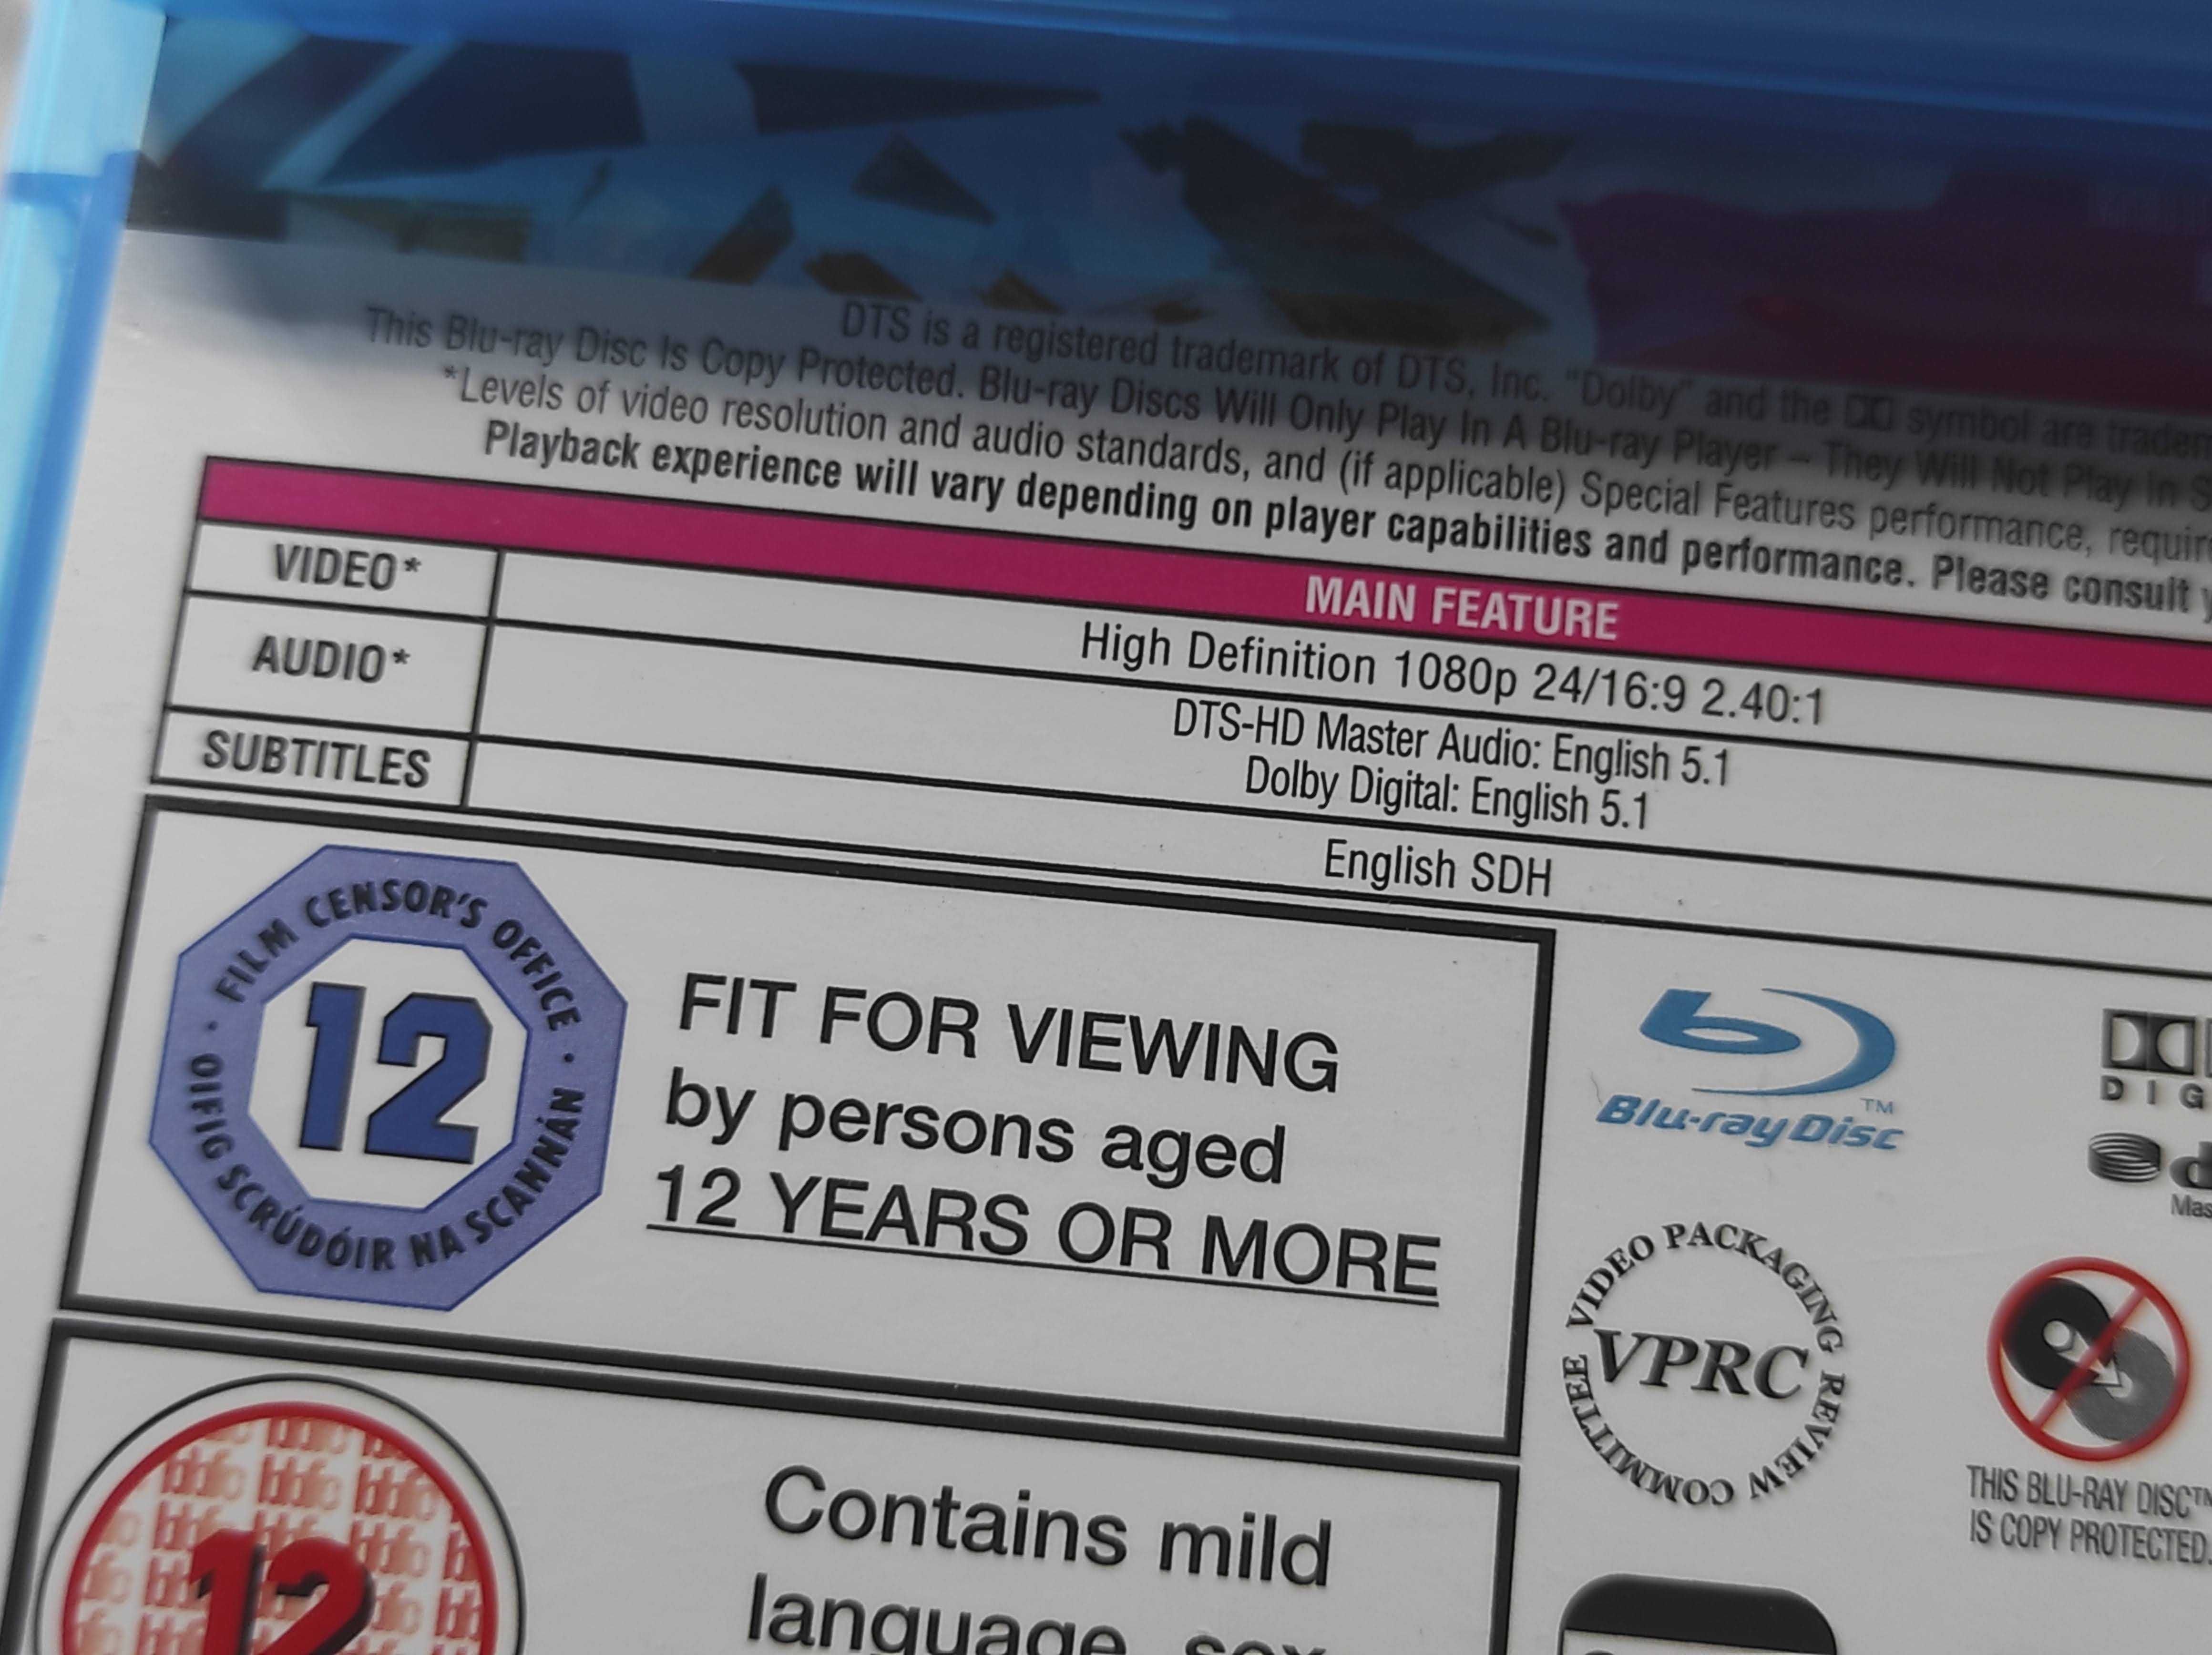 DTS is a registered trademark of DTS, Inc. "Dolby" and the symbol are
This Blu-ray Disc Is Copy Protected. Blu-ray Discs Will Only Play In A Blu-ray Player – They Will Not Play In
*Levels of video resolution and audio standards, and (if applicable) Special Features performance,
Playback experience will vary depending on player capabilities and performance. Please consult
MAIN FEATURE
VIDEO*
High Definition 1080p 24/16:9 2.40:1
AUDIO*
DTS-HD Master Audio: English 5.1
Dolby Digital: English 5.1
SUBTITLES
English SDH
· FILM CENSOR'S OFFICE ·
12
OIFIG SCRÚDÓIR NA SCANNÁN
FIT FOR VIEWING
by persons aged
12 YEARS OR MORE
Blu-ray Disc™
VIDEO PACKAGING REVIEW COMMITTEE
VPRC
THIS BLU-RAY DISC™
IS COPY PROTECTED.
bbfc bbfc bbfc
12
Contains mild
language, sex